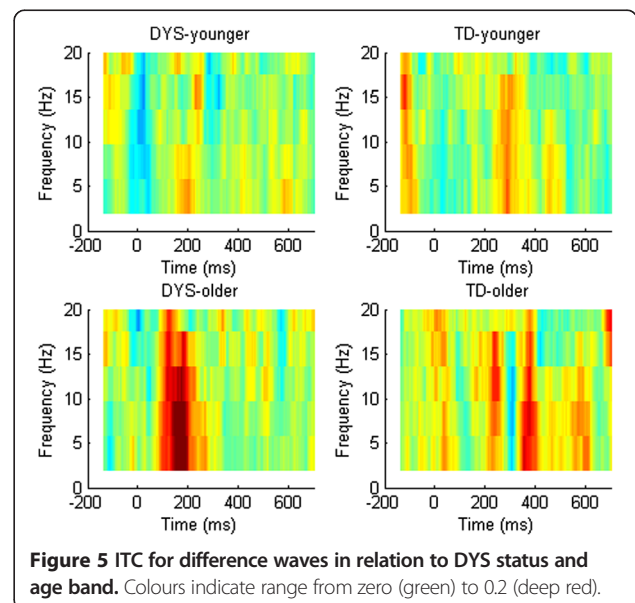 DYS-younger
TD-younger
20
15
10
5
0
Frequency (Hz)
-200 0 200 400 600
Time (ms)
20
15
10
5
0
Frequency (Hz)
-200 0 200 400 600
Time (ms)
DYS-older
TD-older
20
15
10
5
0
Frequency (Hz)
-200 0 200 400 600
Time (ms)
20
15
10
5
0
Frequency (Hz)
-200 0 200 400 600
Time (ms)
Figure 5 ITC for difference waves in relation to DYS status and
age band. Colours indicate range from zero (green) to 0.2 (deep red).